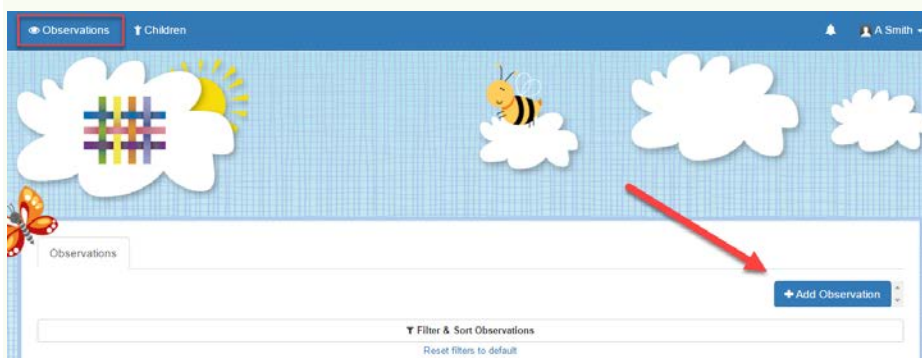 Observations Children A Smith
Observations
+ Add Observation
Filter & Sort Observations
Reset filters to default